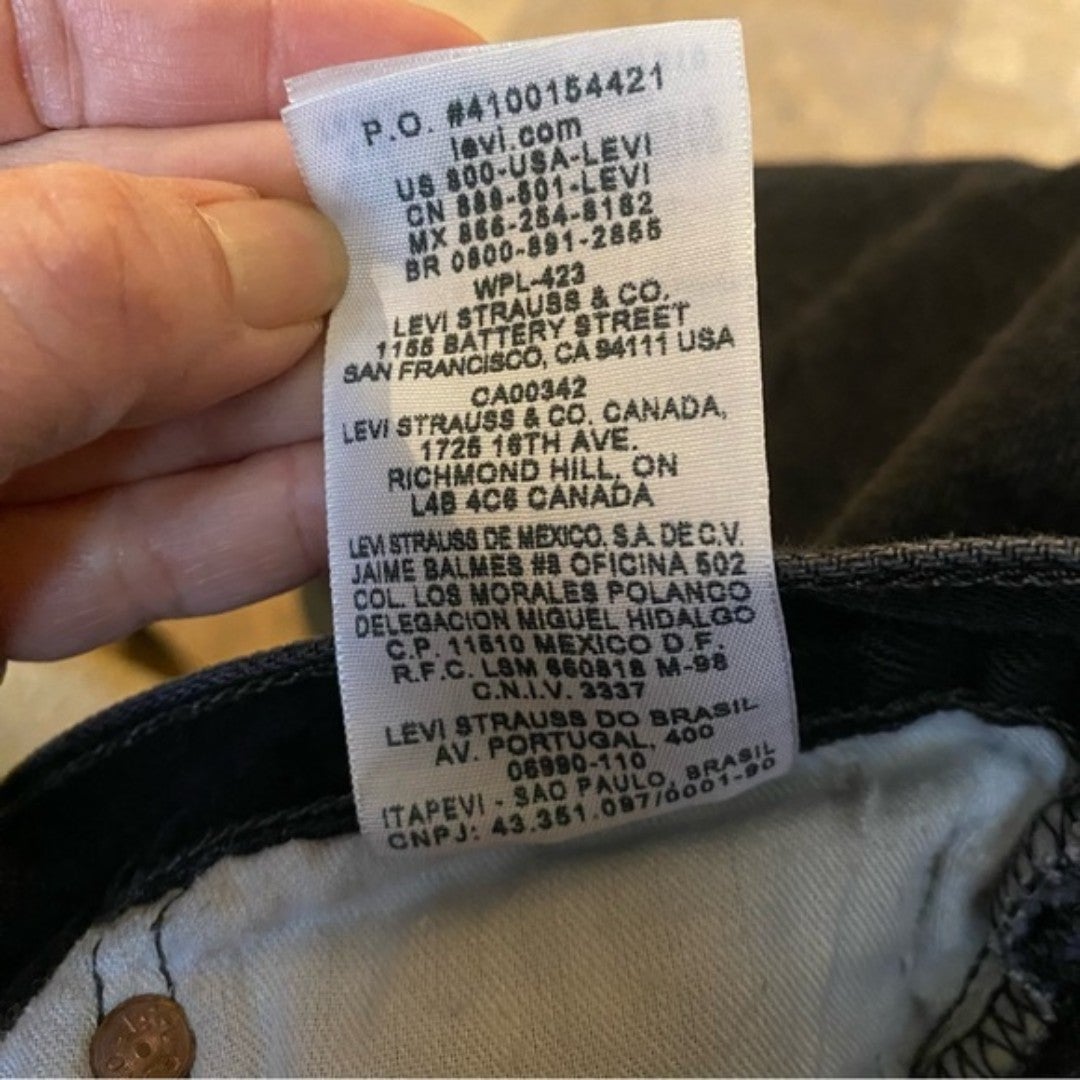 P.O. #4100154421
levi.com
US 800-USA-LEVI
CN 888-501-LEVI
MX 866-254-8162
BR 0800-891-2855
WPL-423
LEVI STRAUSS & CO.
1155 BATTERY STREET
SAN FRANCISCO, CA 94111 USA
CA00342
LEVI STRAUSS & CO. CANADA,
1725 16TH AVE.
RICHMOND HILL, ON
L4B 4C6 CANADA
LEVI STRAUSS DE MEXICO, S.A. DE C.V.
JAIME BALMES #8 OFICINA 502
COL. LOS MORALES POLANCO
DELEGACION MIGUEL HIDALGO
C.P. 11510 MEXICO D.F.
R.F.C. LSM 660818 M-98
C.N.I.V. 3337
LEVI STRAUSS DO BRASIL
AV. PORTUGAL, 400
06690-110
ITAPEVI - SAO PAULO, BRASIL
CNPJ: 43.351.097/0001-90